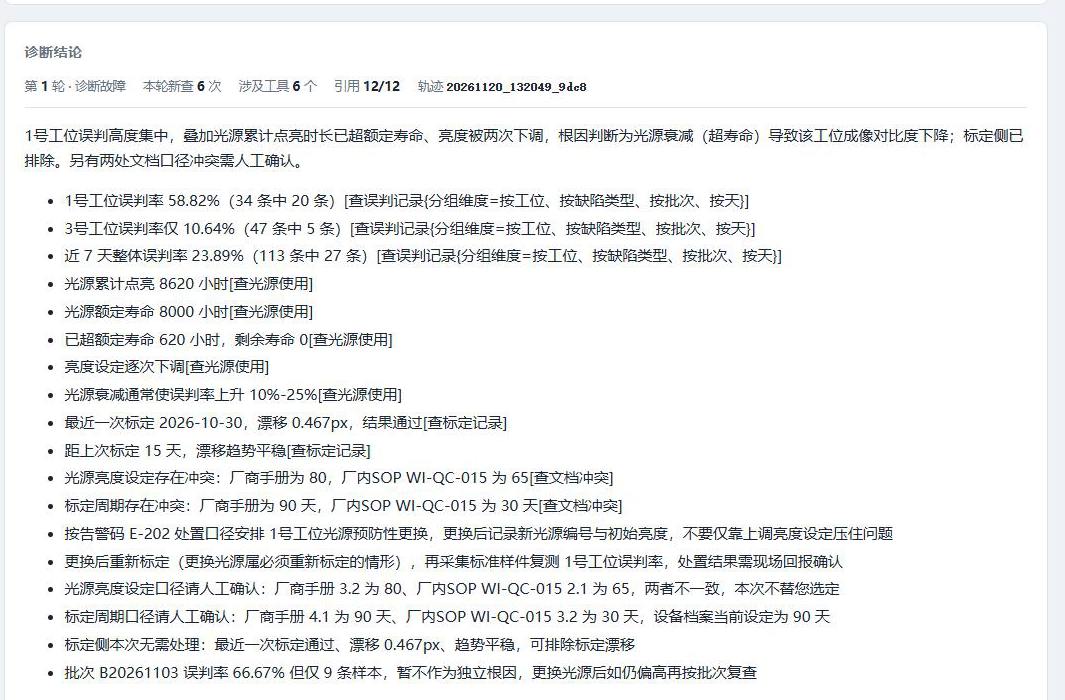 诊断结论
第 1 轮 · 诊断故障 本轮新查 6 次 涉及工具 6 个 引用 12/12 轨迹 20261120_132049_9dc8
1号工位误判高度集中，叠加光源累计点亮时长已超额定寿命、亮度被两次下调，根因判断为光源衰减（超寿命）导致该工位成像对比度下降；标定侧已
排除。另有两处文档口径冲突需人工确认。
• 1号工位误判率 58.82%（34 条中 20 条）[查误判记录{分组维度=按工位、按缺陷类型、按批次、按天}]
• 3号工位误判率仅 10.64%（47 条中 5 条）[查误判记录{分组维度=按工位、按缺陷类型、按批次、按天}]
• 近 7 天整体误判率 23.89%（113 条中 27 条）[查误判记录{分组维度=按工位、按缺陷类型、按批次、按天}]
• 光源累计点亮 8620 小时[查光源使用]
• 光源额定寿命 8000 小时[查光源使用]
• 已超额定寿命 620 小时，剩余寿命 0[查光源使用]
• 亮度设定逐次下调[查光源使用]
• 光源衰减通常使误判率上升 10%-25%[查光源使用]
• 最近一次标定 2026-10-30，漂移 0.467px，结果通过[查标定记录]
• 距上次标定 15 天，漂移趋势平稳[查标定记录]
• 光源亮度设定存在冲突：厂商手册为 80，厂内SOP WI-QC-015 为 65[查文档冲突]
• 标定周期存在冲突：厂商手册为 90 天，厂内SOP WI-QC-015 为 30 天[查文档冲突]
• 按告警码 E-202 处置口径安排 1号工位光源预防性更换，更换后记录新光源编号与初始亮度，不要仅靠上调亮度设定压住问题
• 更换后重新标定（更换光源属必须重新标定的情形），再采集标准样件复测 1号工位误判率，处置结果需现场回报确认
• 光源亮度设定口径请人工确认：厂商手册 3.2 为 80、厂内SOP WI-QC-015 2.1 为 65，两者不一致，本次不替您选定
• 标定周期口径请人工确认：厂商手册 4.1 为 90 天、厂内SOP WI-QC-015 3.2 为 30 天，设备档案当前设定为 90 天
• 标定侧本次无需处理：最近一次标定通过、漂移 0.467px、趋势平稳，可排除标定漂移
• 批次 B20261103 误判率 66.67% 但仅 9 条样本，暂不作为独立根因，更换光源后如仍偏高再按批次复查